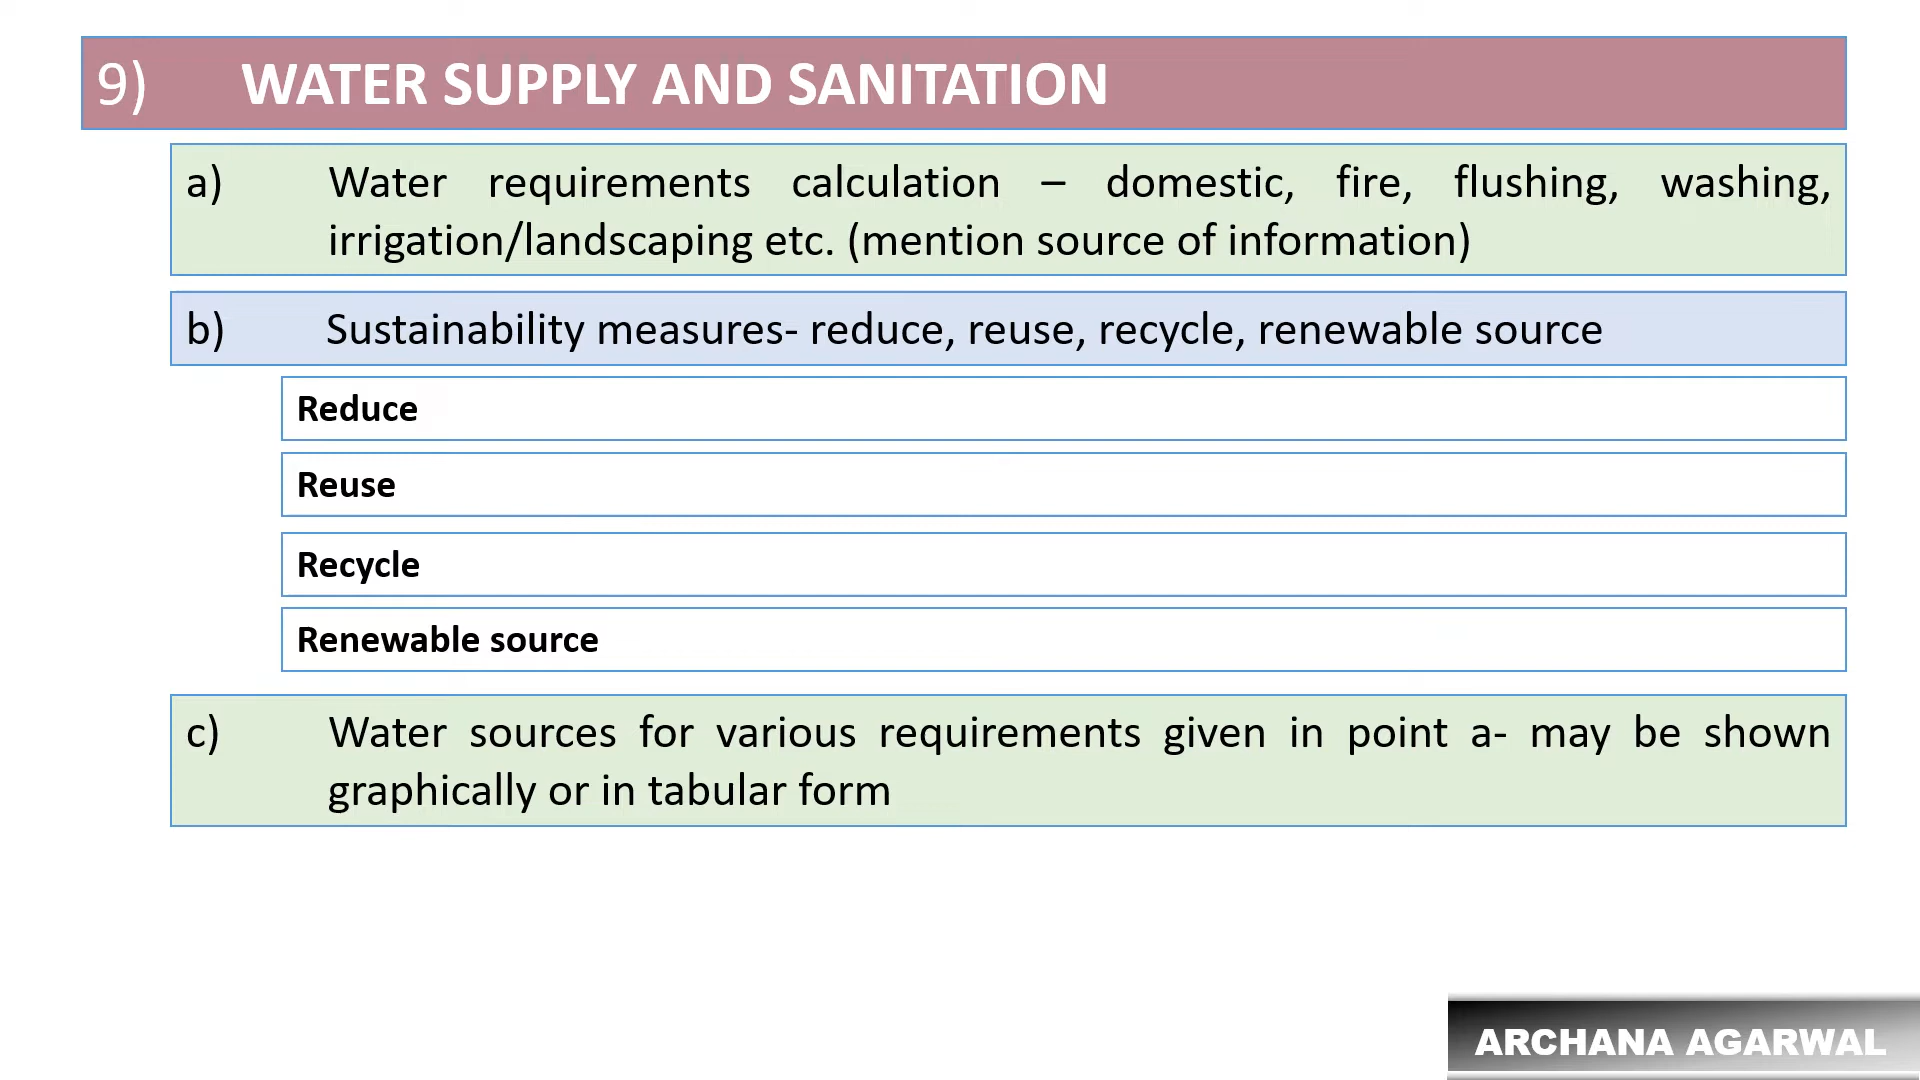 9) WATER SUPPLY AND SANITATION
a) Water requirements calculation – domestic, fire, flushing, washing,
irrigation/landscaping etc. (mention source of information)
b) Sustainability measures- reduce, reuse, recycle, renewable source
Reduce
Reuse
Recycle
Renewable source
c) Water sources for various requirements given in point a- may be shown
graphically or in tabular form
ARCHANA AGARWAL